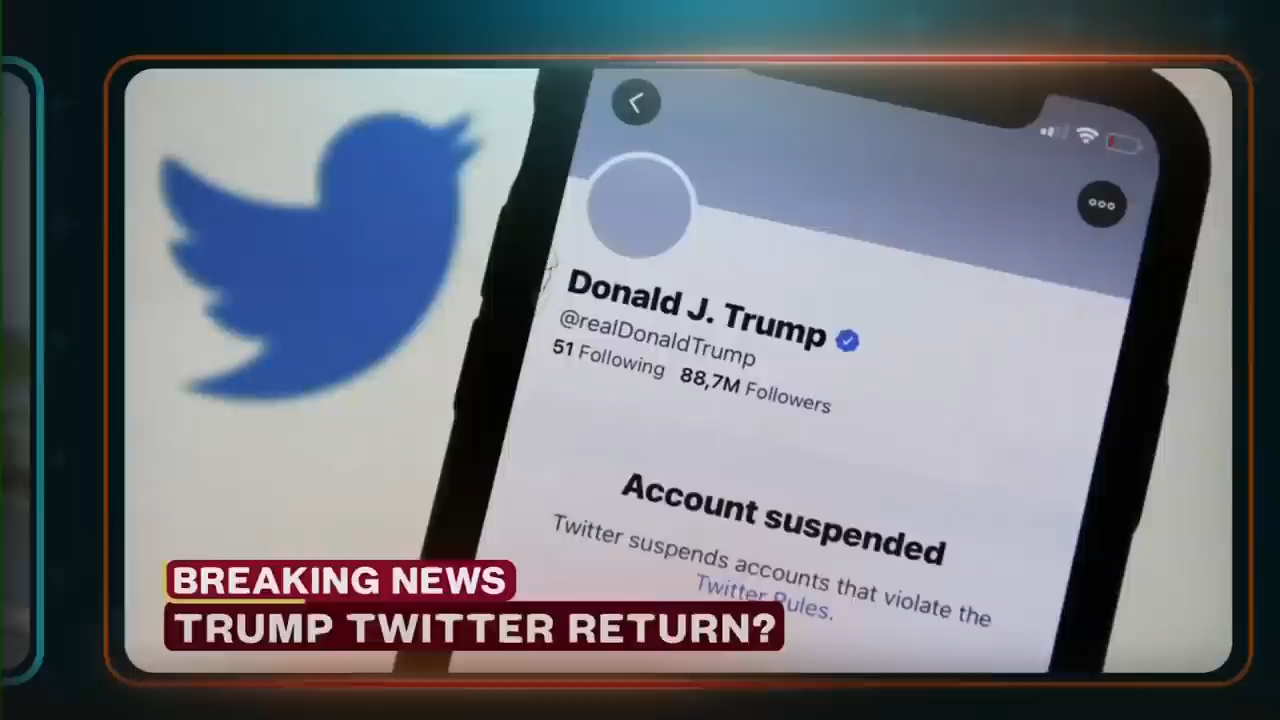 Donald J. Trump
@realDonaldTrump
51 Following 88,7M Followers
Account suspended
Twitter suspends accounts that violate the
Twitter Rules.
BREAKING NEWS
TRUMP TWITTER RETURN?